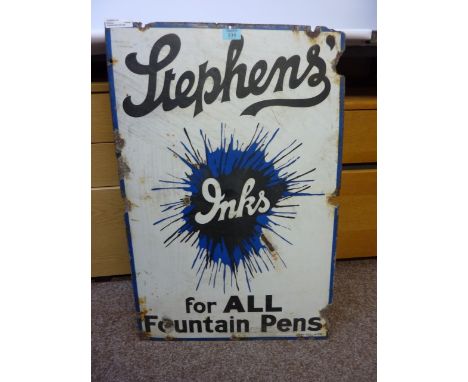 Stephens'
Inks
for ALL
Fountain Pens